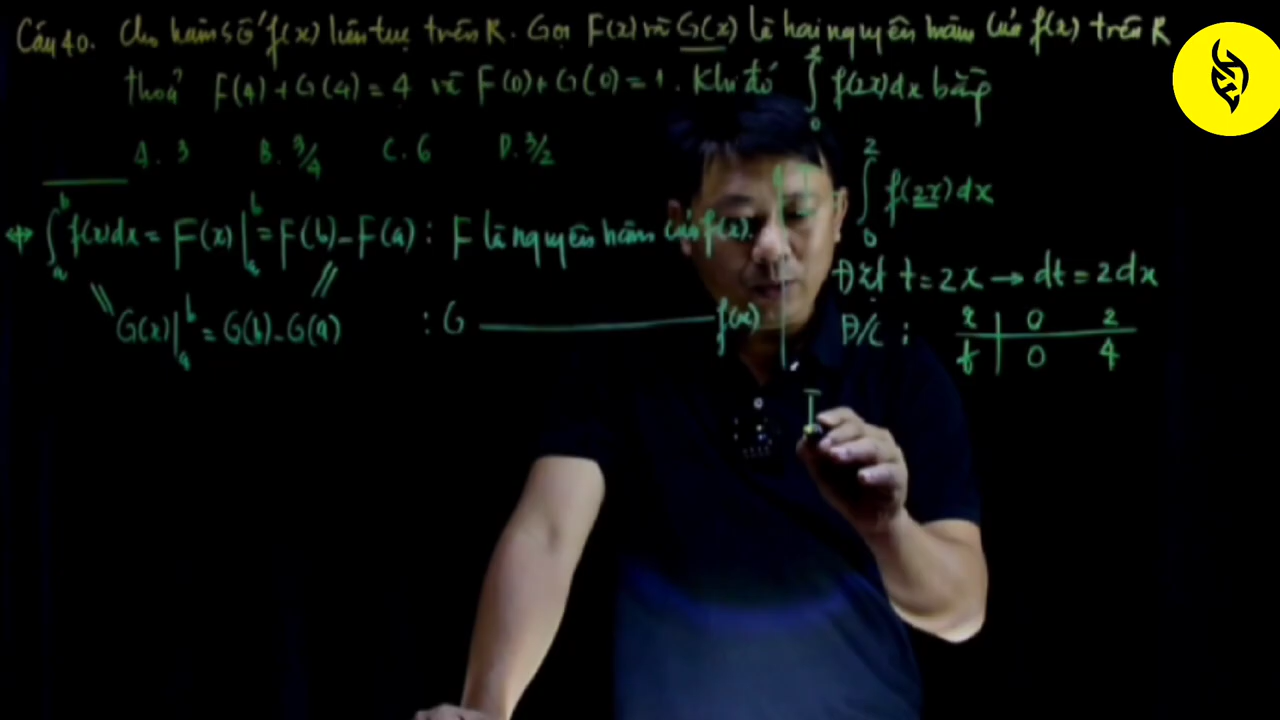 Câu 40. Cho hàm số f(x) liên tục trên R. Gọi F(x) và G(x) là hai nguyên hàm của f(x) trên R
thoả F(4) + G(4) = 4 và F(0) + G(0) = 1. Khi đó ∫₀² f(2x)dx bằng
A. 3 B. 3/4 C. 6 D. 3/2
∫₀² f(2x)dx
⇔ ∫ₐᵇ f(x)dx = F(x)|ₐᵇ = F(b) - F(a) : F là nguyên hàm của f(x).
Đặt t = 2x → dt = 2dx
G(x)|ₐᵇ = G(b) - G(a) : G — f(x)
Đ/C : x | 0 2
t | 0 4
I